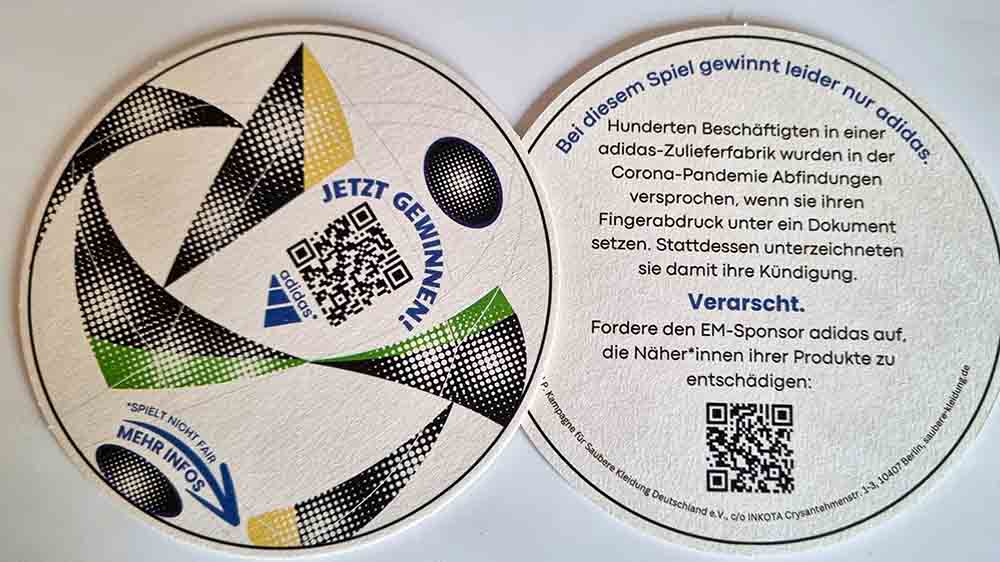 JETZT GEWINNEN!
adidas*
*SPIELT NICHT FAIR
MEHR INFOS
Bei diesem Spiel gewinnt leider nur adidas.
Hunderten Beschäftigten in einer
adidas-Zulieferfabrik wurden in der
Corona-Pandemie Abfindungen
versprochen, wenn sie ihren
Fingerabdruck unter ein Dokument
setzen. Stattdessen unterzeichneten
sie damit ihre Kündigung.
Verarscht.
Fordere den EM-Sponsor adidas auf,
die Näher*innen ihrer Produkte zu
entschädigen:
P: Kampagne für Saubere Kleidung Deutschland e.V., c/o INKOTA Crysantehmenstr. 1-3, 10407 Berlin, saubere-kleidung.de